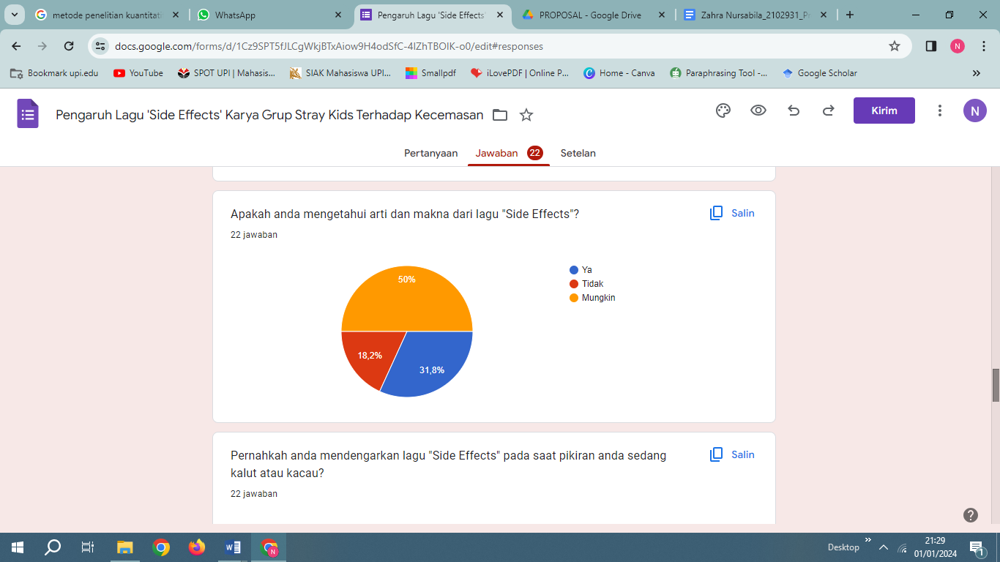 metode penelitian kuantitati
WhatsApp
Pengaruh Lagu 'Side Effects'
PROPOSAL - Google Drive
Zahra Nursabila_2102931_Pr
docs.google.com/forms/d/1Cz9SPT5fJLCgWkjBTxAiow9H4odSfC-4lZhTBOlK-o0/edit#responses
N
Bookmark upi.edu
YouTube
SPOT UPI | Mahasis...
SIAK Mahasiswa UPI...
Smallpdf
iLovePDF | Online P...
Home - Canva
Paraphrasing Tool -...
Google Scholar
Pengaruh Lagu 'Side Effects' Karya Grup Stray Kids Terhadap Kecemasan
Kirim
N
Pertanyaan
Jawaban 22
Setelan
Apakah anda mengetahui arti dan makna dari lagu "Side Effects"?
Salin
22 jawaban
Ya
Tidak
Mungkin
50%
18,2%
31,8%
Pernahkah anda mendengarkan lagu "Side Effects" pada saat pikiran anda sedang
kalut atau kacau?
Salin
22 jawaban
Desktop
21:29
01/01/2024
1